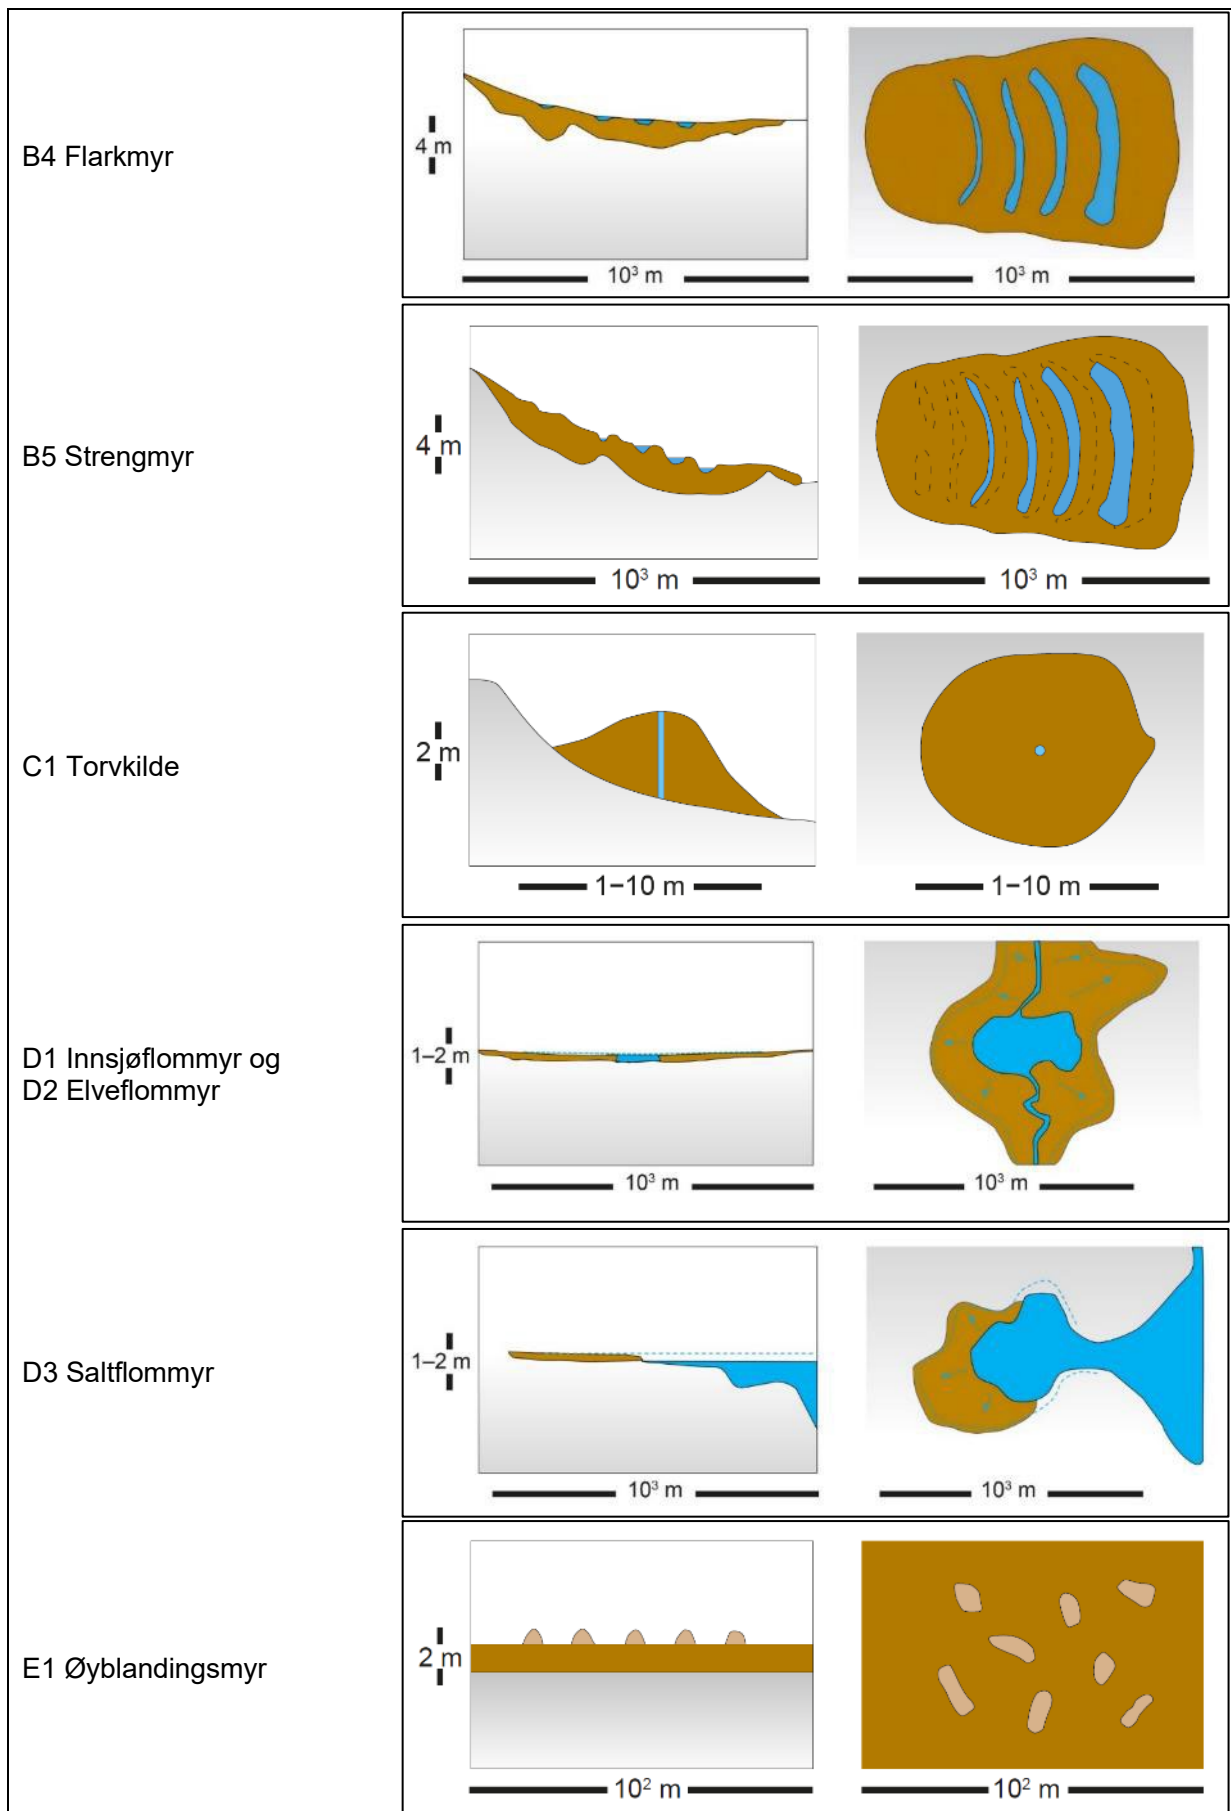 B4 Flarkmyr
4 m
10³ m
10³ m
B5 Strengmyr
4 m
10³ m
10³ m
C1 Torvkilde
2 m
1–10 m
1–10 m
D1 Innsjøflommyr og
D2 Elveflommyr
1–2 m
10³ m
10³ m
D3 Saltflommyr
1–2 m
10³ m
10³ m
E1 Øyblandingsmyr
2 m
10² m
10² m